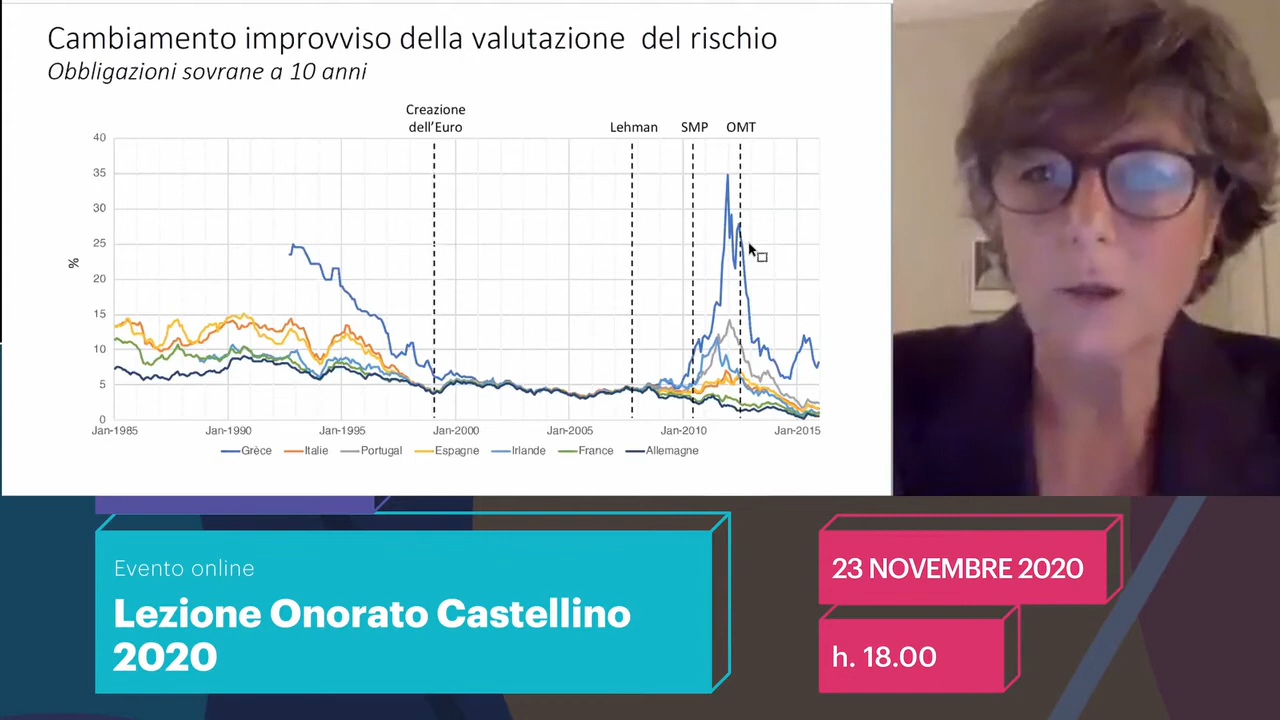 Cambiamento improvviso della valutazione del rischio
Obbligazioni sovrane a 10 anni
Creazione
dell'Euro
Lehman
SMP
OMT
%
40
35
30
25
20
15
10
5
0
Jan-1985
Jan-1990
Jan-1995
Jan-2000
Jan-2005
Jan-2010
Jan-2015
Grèce
Italie
Portugal
Espagne
Irlande
France
Allemagne
Evento online
Lezione Onorato Castellino
2020
23 NOVEMBRE 2020
h. 18.00